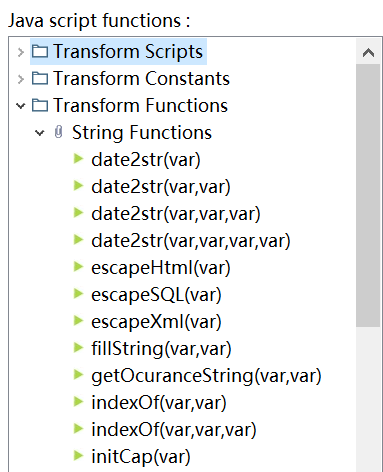 Java script functions :
Transform Scripts
Transform Constants
Transform Functions
String Functions
date2str(var)
date2str(var,var)
date2str(var,var,var)
date2str(var,var,var,var)
escapeHtml(var)
escapeSQL(var)
escapeXml(var)
fillString(var,var)
getOcuranceString(var,var)
indexOf(var,var)
indexOf(var,var,var)
initCap(var)